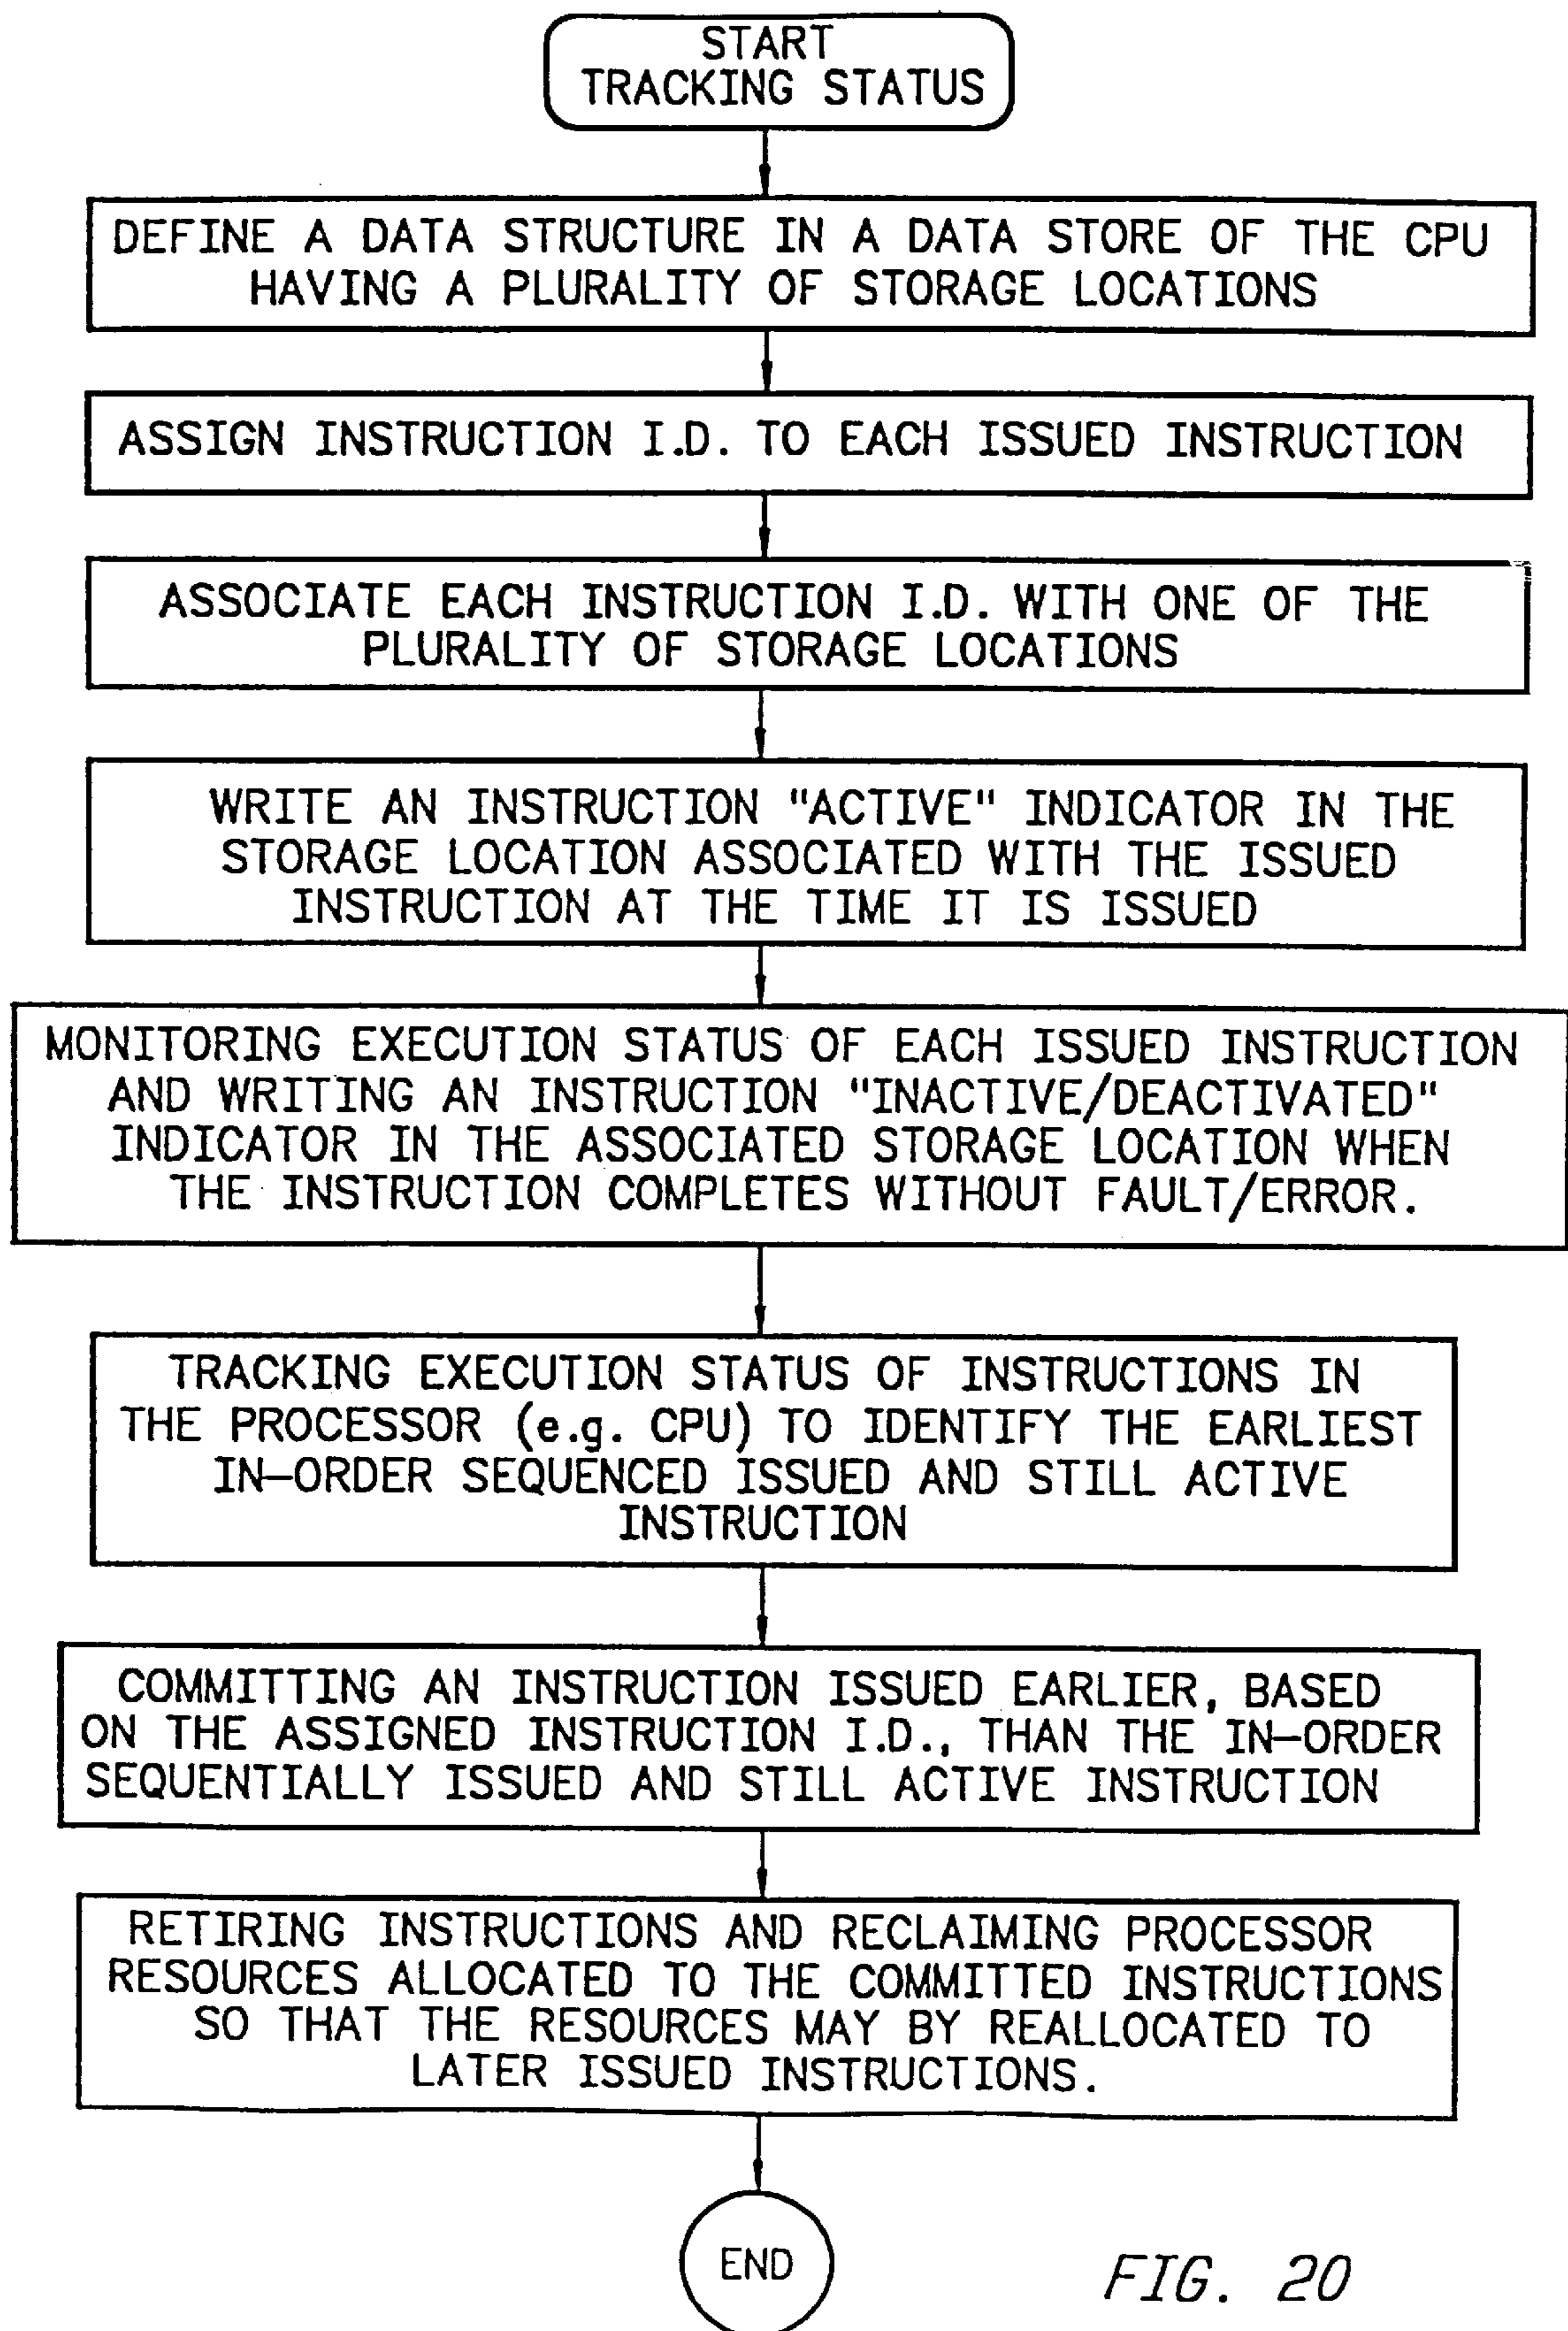 START
TRACKING STATUS
DEFINE A DATA STRUCTURE IN A DATA STORE OF THE CPU
HAVING A PLURALITY OF STORAGE LOCATIONS
ASSIGN INSTRUCTION I.D. TO EACH ISSUED INSTRUCTION
ASSOCIATE EACH INSTRUCTION I.D. WITH ONE OF THE
PLURALITY OF STORAGE LOCATIONS
WRITE AN INSTRUCTION "ACTIVE" INDICATOR IN THE
STORAGE LOCATION ASSOCIATED WITH THE ISSUED
INSTRUCTION AT THE TIME IT IS ISSUED
MONITORING EXECUTION STATUS OF EACH ISSUED INSTRUCTION
AND WRITING AN INSTRUCTION "INACTIVE/DEACTIVATED"
INDICATOR IN THE ASSOCIATED STORAGE LOCATION WHEN
THE INSTRUCTION COMPLETES WITHOUT FAULT/ERROR.
TRACKING EXECUTION STATUS OF INSTRUCTIONS IN
THE PROCESSOR (e.g. CPU) TO IDENTIFY THE EARLIEST
IN-ORDER SEQUENCED ISSUED AND STILL ACTIVE
INSTRUCTION
COMMITTING AN INSTRUCTION ISSUED EARLIER, BASED
ON THE ASSIGNED INSTRUCTION I.D., THAN THE IN-ORDER
SEQUENTIALLY ISSUED AND STILL ACTIVE INSTRUCTION
RETIRING INSTRUCTIONS AND RECLAIMING PROCESSOR
RESOURCES ALLOCATED TO THE COMMITTED INSTRUCTIONS
SO THAT THE RESOURCES MAY BY REALLOCATED TO
LATER ISSUED INSTRUCTIONS.
END
FIG. 20